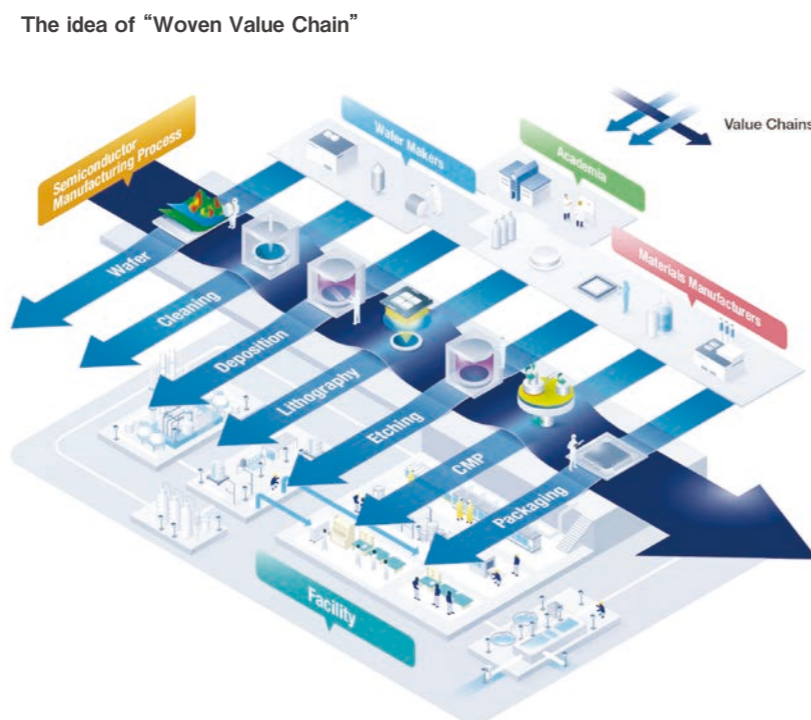 The idea of “Woven Value Chain”
Value Chains
Semiconductor
Manufacturing Process
Wafer Makers
Academia
Materials Manufacturers
Wafer
Cleaning
Deposition
Lithography
Etching
CMP
Packaging
Facility